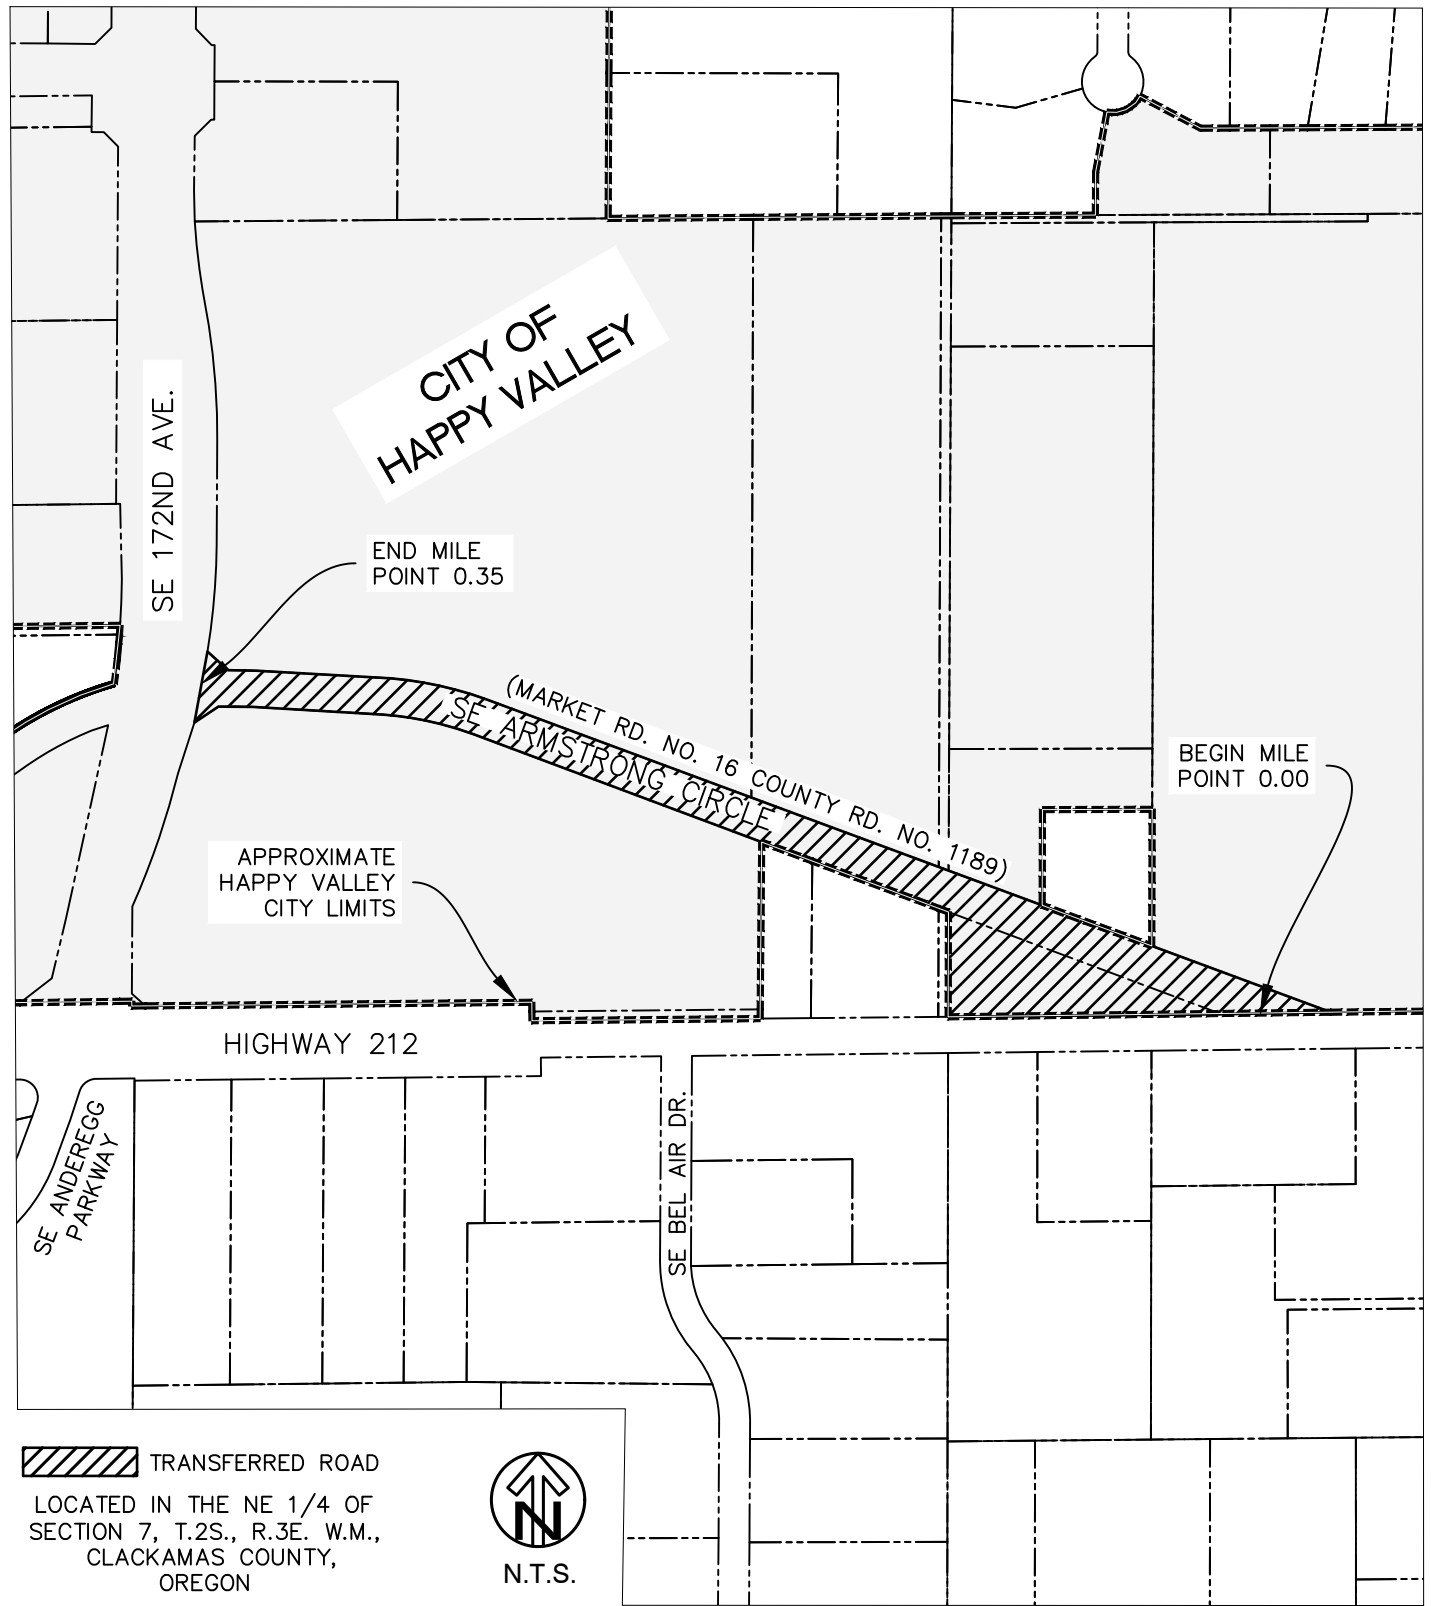 CITY OF
HAPPY VALLEY
SE 172ND AVE.
END MILE
POINT 0.35
(MARKET RD. NO. 16 COUNTY RD. NO. 1189)
SE ARMSTRONG CIRCLE
BEGIN MILE
POINT 0.00
APPROXIMATE
HAPPY VALLEY
CITY LIMITS
HIGHWAY 212
SE ANDEREGG
PARKWAY
SE BEL AIR DR.
TRANSFERRED ROAD
LOCATED IN THE NE 1/4 OF
SECTION 7, T.2S., R.3E. W.M.,
CLACKAMAS COUNTY,
OREGON
N
N.T.S.